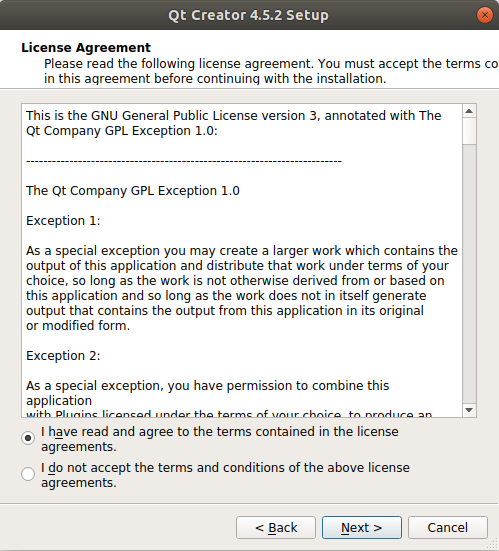 Qt Creator 4.5.2 Setup
License Agreement
Please read the following license agreement. You must accept the terms co
in this agreement before continuing with the installation.
This is the GNU General Public License version 3, annotated with The
Qt Company GPL Exception 1.0:
-------------------------------------------------------------------------
The Qt Company GPL Exception 1.0
Exception 1:
As a special exception you may create a larger work which contains the
output of this application and distribute that work under terms of your
choice, so long as the work is not otherwise derived from or based on
this application and so long as the work does not in itself generate
output that contains the output from this application in its original
or modified form.
Exception 2:
As a special exception, you have permission to combine this
application
with Plugins licensed under the terms of your choice, to produce an
I have read and agree to the terms contained in the license
agreements.
I do not accept the terms and conditions of the above license
agreements.
< Back
Next >
Cancel